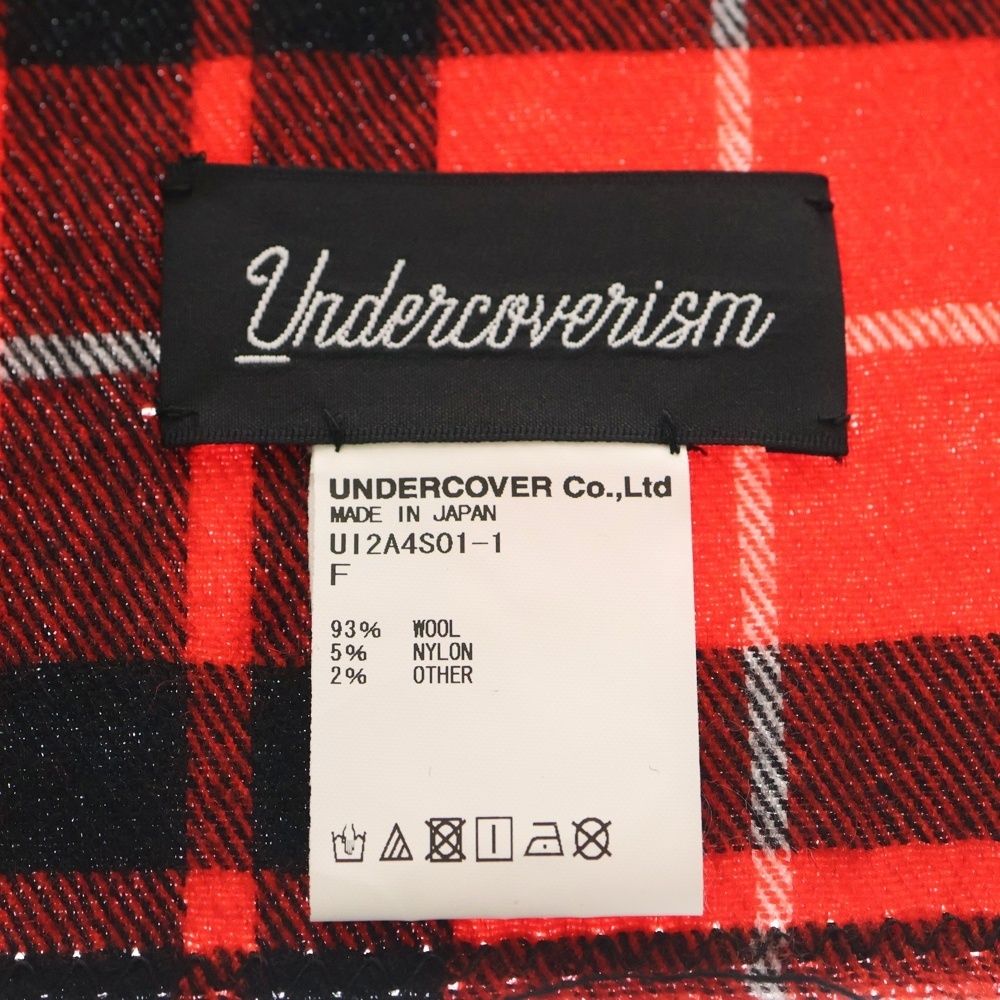 Undercoverism
UNDERCOVER Co.,Ltd
MADE IN JAPAN
UI2A4S01-1
F
93% WOOL
5% NYLON
2% OTHER